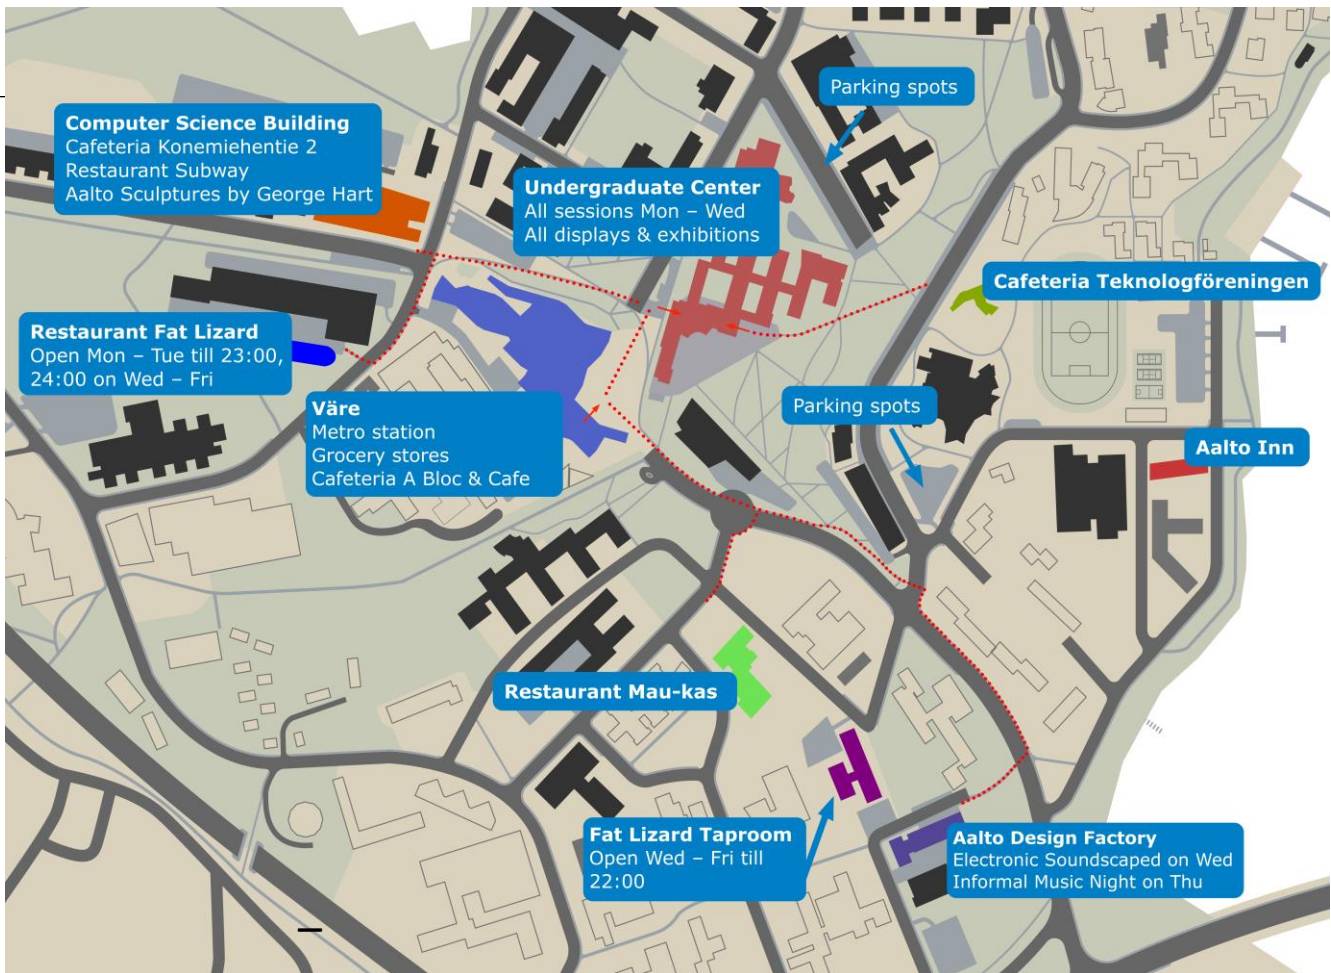 Parking spots
Computer Science Building
Cafeteria Konemiehentie 2
Restaurant Subway
Aalto Sculptures by George Hart
Undergraduate Center
All sessions Mon – Wed
All displays & exhibitions
Cafeteria Teknologföreningen
Restaurant Fat Lizard
Open Mon – Tue till 23:00,
24:00 on Wed – Fri
Väre
Metro station
Grocery stores
Cafeteria A Bloc & Cafe
Parking spots
Aalto Inn
Restaurant Mau-kas
Fat Lizard Taproom
Open Wed – Fri till
22:00
Aalto Design Factory
Electronic Soundscaped on Wed
Informal Music Night on Thu